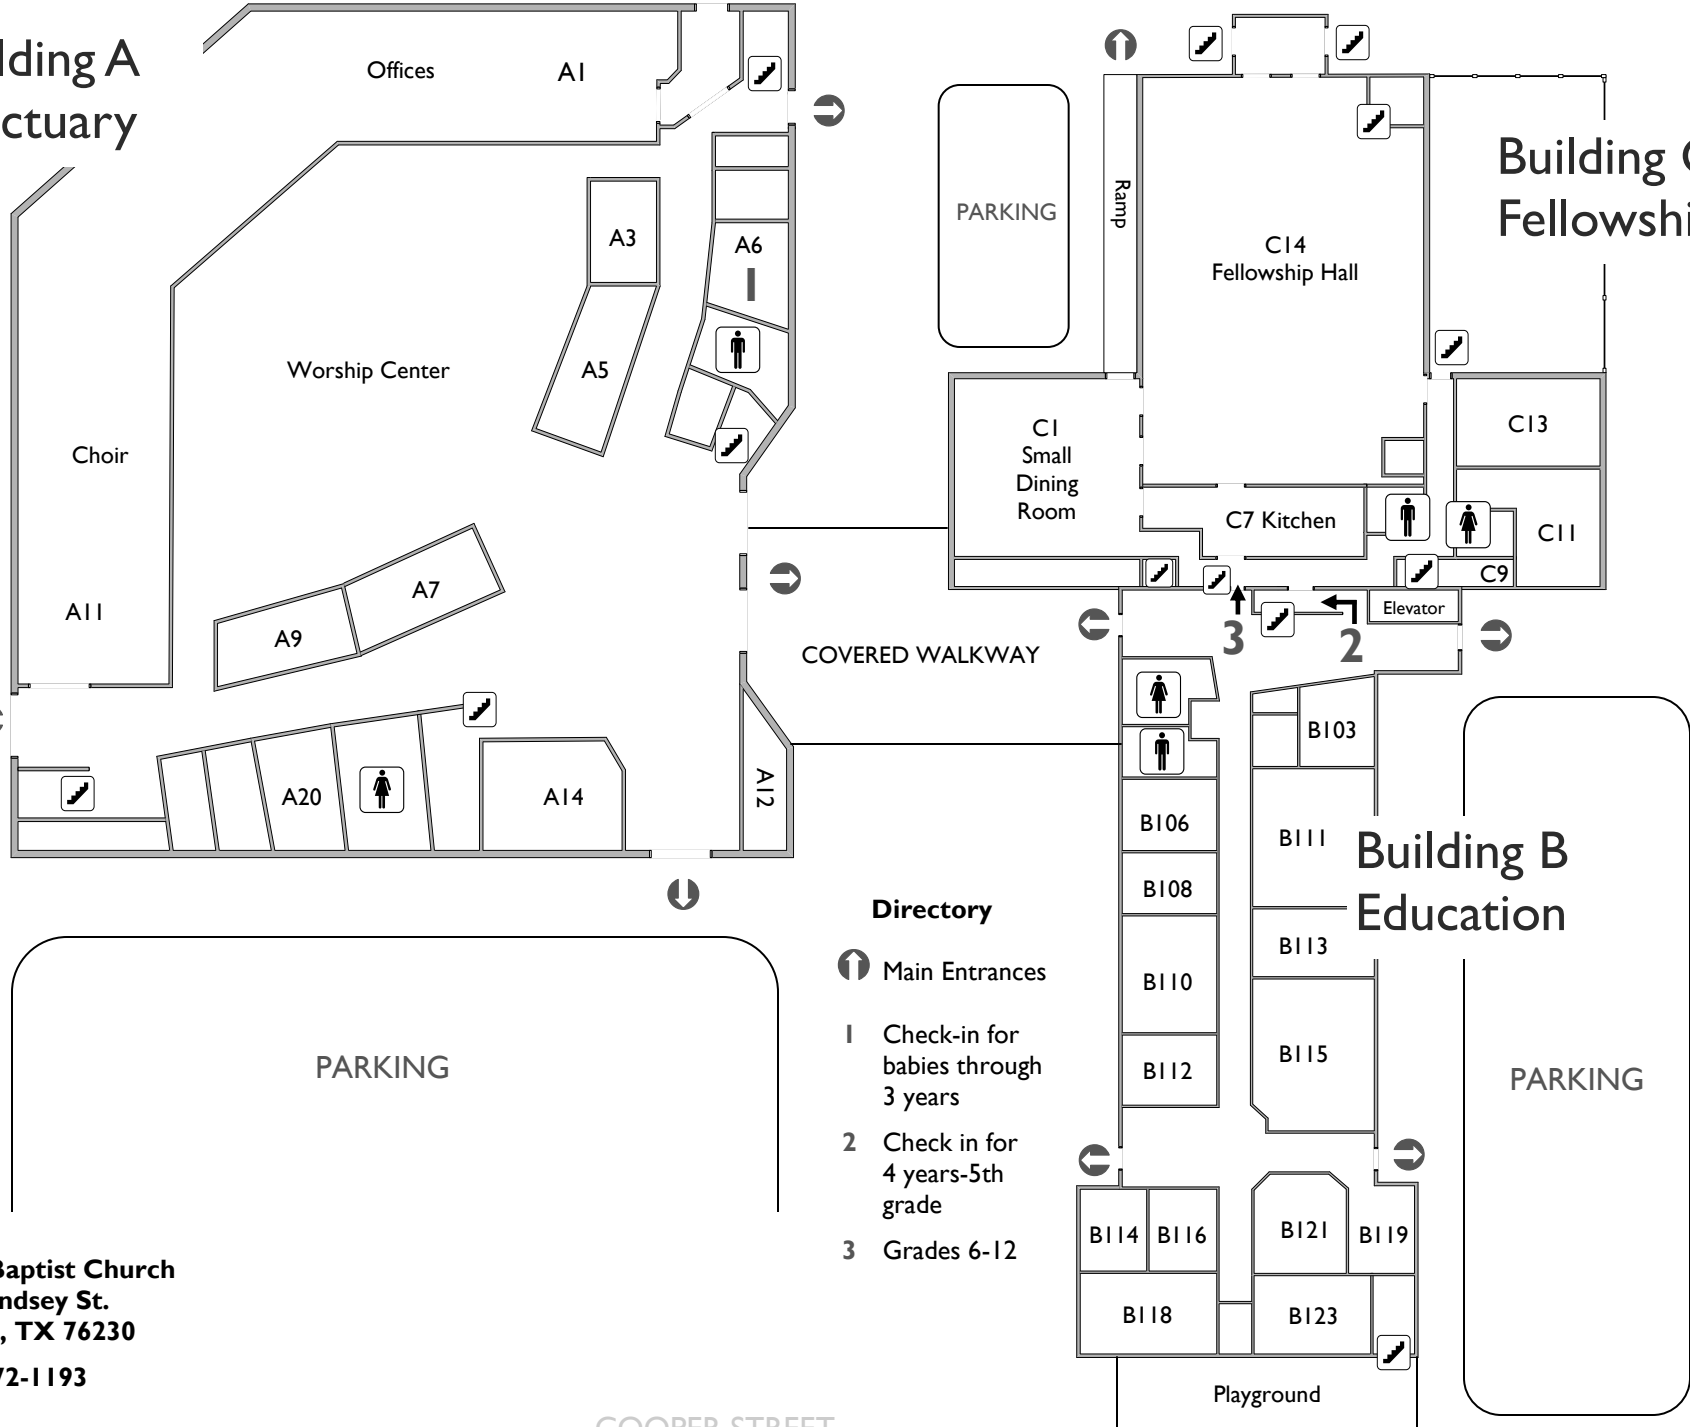 Building B
Education
Offices
A1
A3
A6
1
A5
Worship Center
Choir
A11
A7
A9
A20
A14
A12
PARKING
Ramp
C14
Fellowship Hall
C1
Small
Dining
Room
C7 Kitchen
C13
C11
C9
Elevator
3
2
COVERED WALKWAY
B103
B106
B111
B108
B113
B110
B115
B112
B114
B116
B121
B119
B118
B123
Playground
PARKING
PARKING
Directory
Main Entrances
1 Check-in for
babies through
3 years
2 Check in for
4 years-5th
grade
3 Grades 6-12
Building
Baptist Church
St.
, TX 76230
72-1193
COOPER STREET